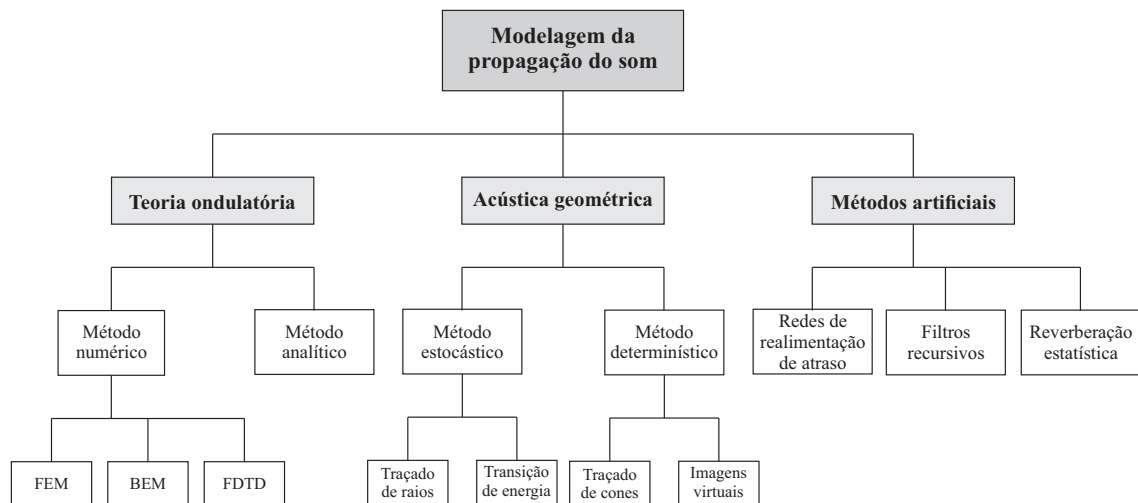 Modelagem da
propagação do som
Teoria ondulatória
Acústica geométrica
Métodos artificiais
Método
numérico
Método
analítico
Método
estocástico
Método
determinístico
Redes de
realimentação
de atraso
Filtros
recursivos
Reverberação
estatística
FEM
BEM
FDTD
Traçado
de raios
Transição
de energia
Traçado
de cones
Imagens
virtuais